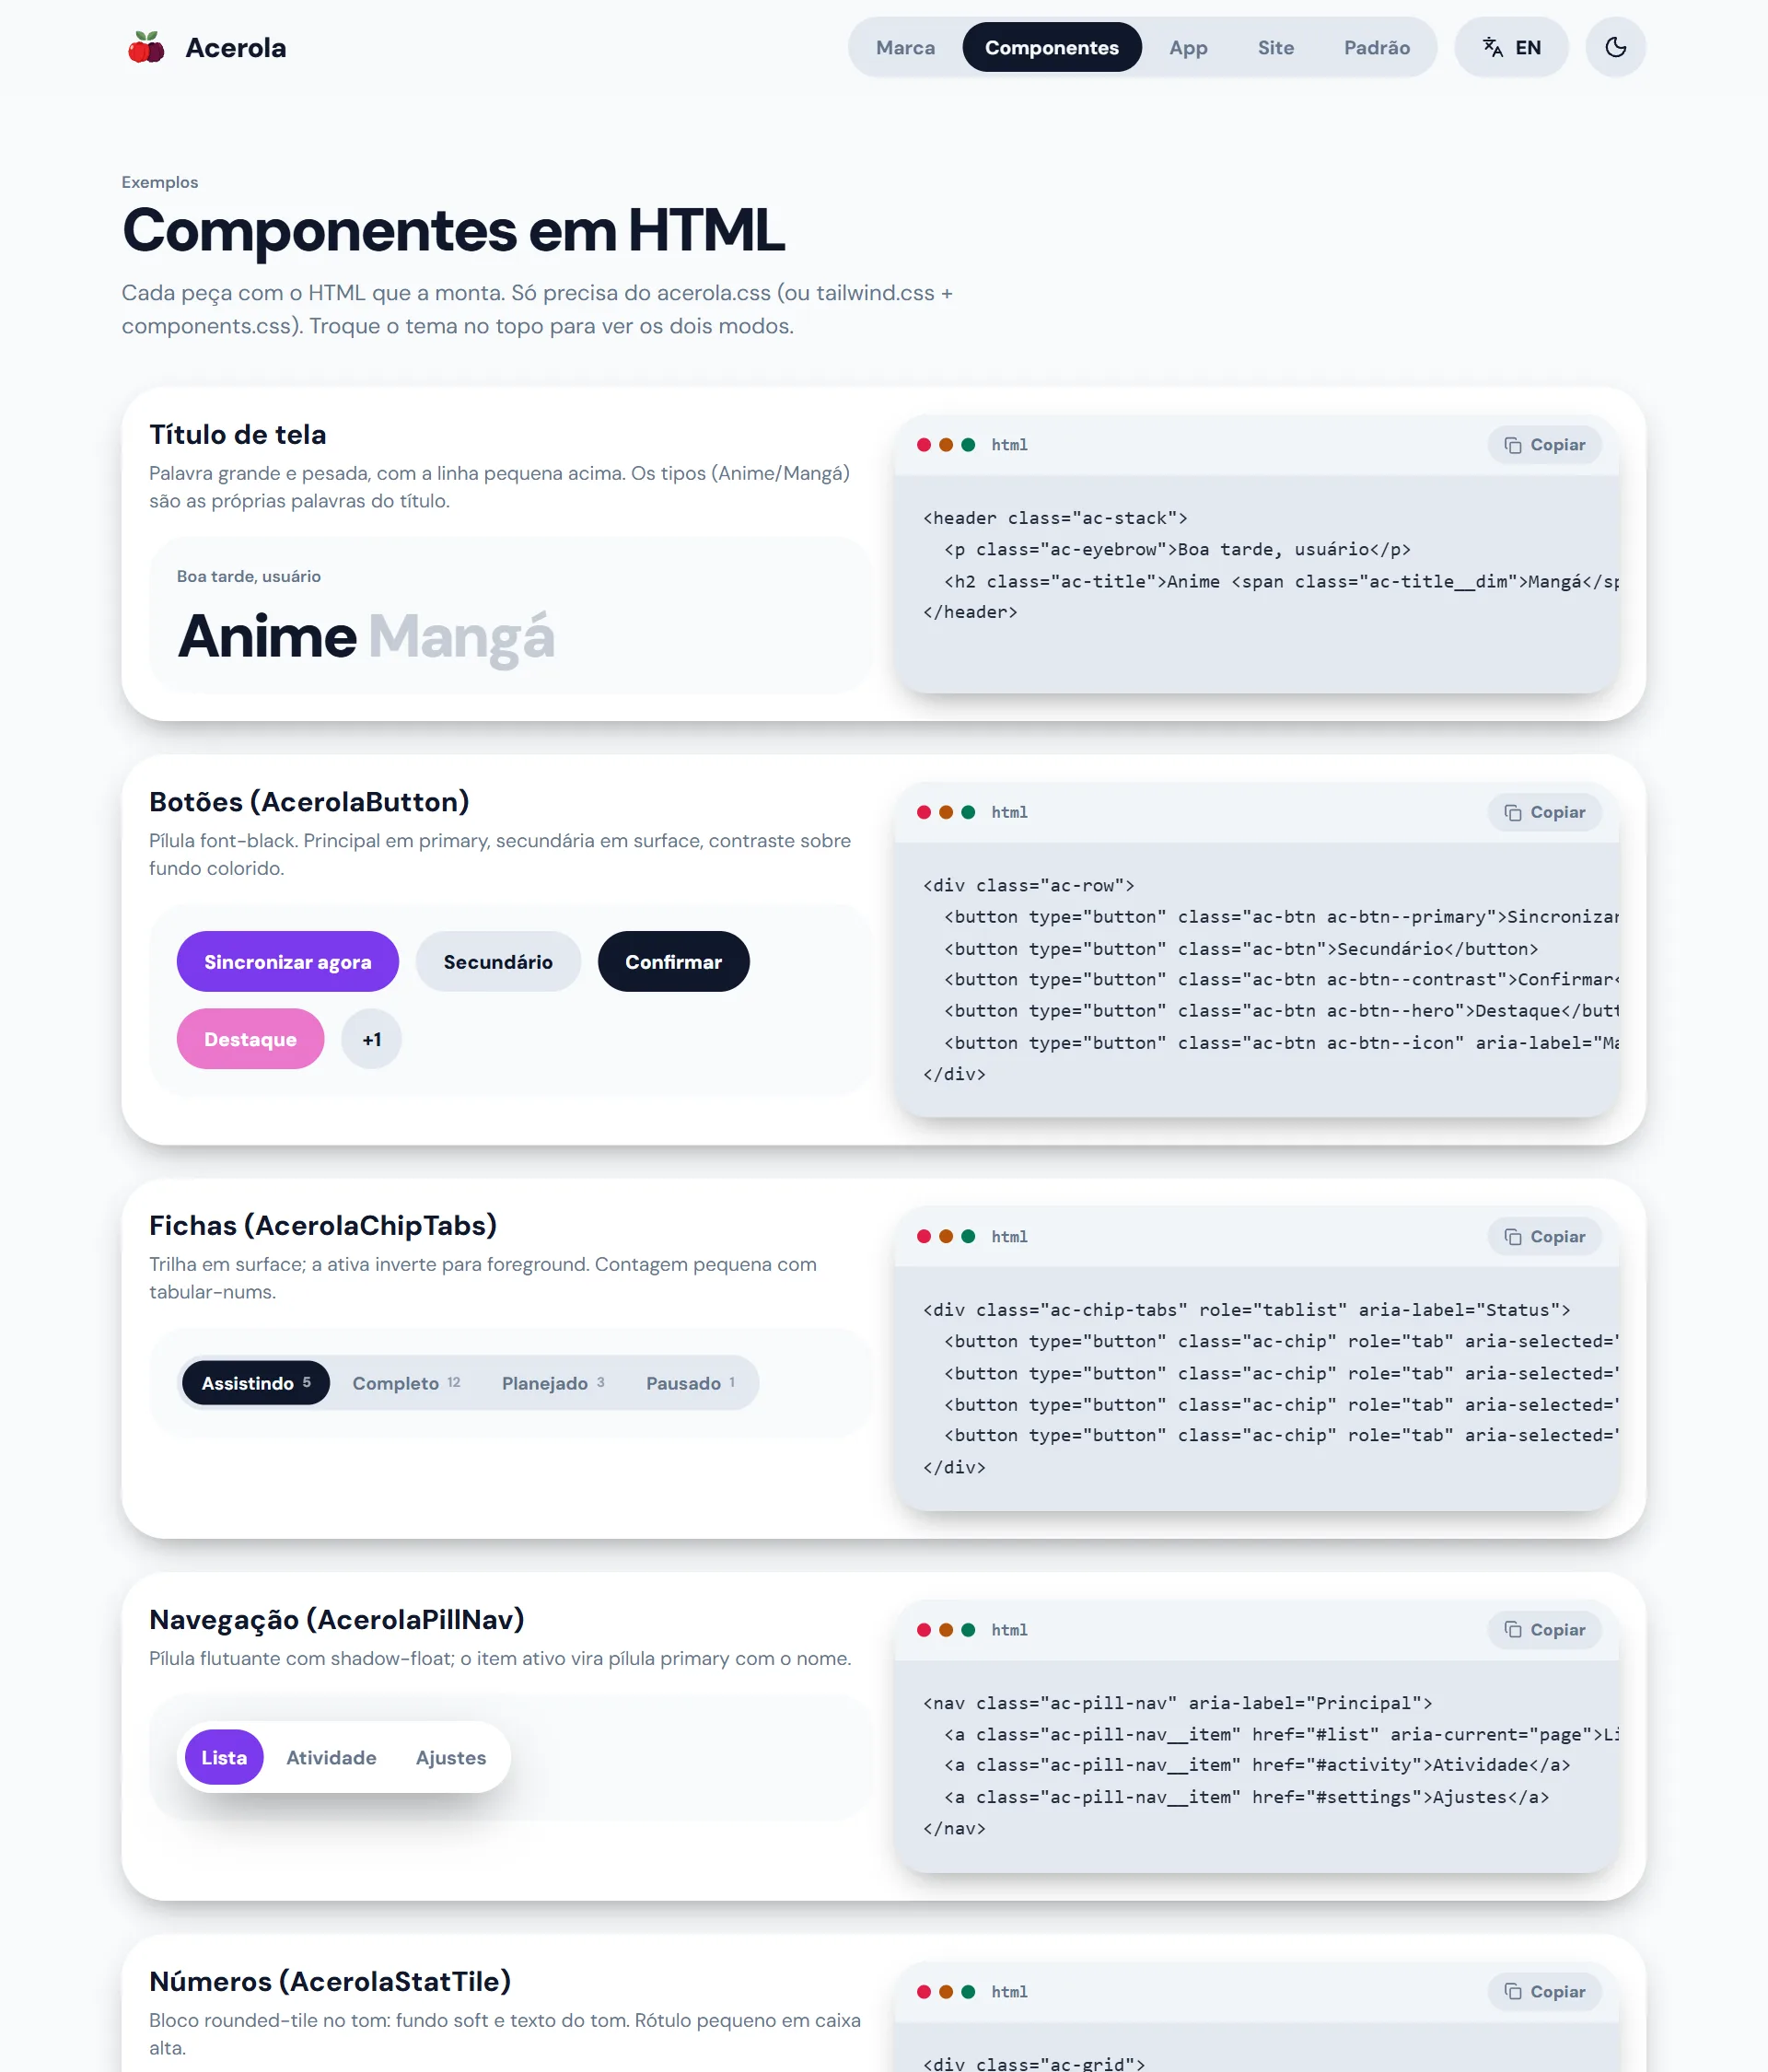 Acerola
Marca
Componentes
App
Site
Padrão
EN
Exemplos
Componentes em HTML
Cada peça com o HTML que a monta. Só precisa do acerola.css (ou tailwind.css +
components.css). Troque o tema no topo para ver os dois modos.
Título de tela
Palavra grande e pesada, com a linha pequena acima. Os tipos (Anime/Mangá)
são as próprias palavras do título.
Boa tarde, usuário
Anime Mangá
html
Copiar
<header class="ac-stack">
  <p class="ac-eyebrow">Boa tarde, usuário</p>
  <h2 class="ac-title">Anime <span class="ac-title__dim">Mangá</sp
</header>
Botões (AcerolaButton)
Pílula font-black. Principal em primary, secundária em surface, contraste sobre
fundo colorido.
Sincronizar agora
Secundário
Confirmar
Destaque
+1
html
Copiar
<div class="ac-row">
  <button type="button" class="ac-btn ac-btn--primary">Sincronizar
  <button type="button" class="ac-btn">Secundário</button>
  <button type="button" class="ac-btn ac-btn--contrast">Confirmar<
  <button type="button" class="ac-btn ac-btn--hero">Destaque</butt
  <button type="button" class="ac-btn ac-btn--icon" aria-label="Ma
</div>
Fichas (AcerolaChipTabs)
Trilha em surface; a ativa inverte para foreground. Contagem pequena com
tabular-nums.
Assistindo 5
Completo 12
Planejado 3
Pausado 1
html
Copiar
<div class="ac-chip-tabs" role="tablist" aria-label="Status">
  <button type="button" class="ac-chip" role="tab" aria-selected="
  <button type="button" class="ac-chip" role="tab" aria-selected="
  <button type="button" class="ac-chip" role="tab" aria-selected="
  <button type="button" class="ac-chip" role="tab" aria-selected="
</div>
Navegação (AcerolaPillNav)
Pílula flutuante com shadow-float; o item ativo vira pílula primary com o nome.
Lista
Atividade
Ajustes
html
Copiar
<nav class="ac-pill-nav" aria-label="Principal">
  <a class="ac-pill-nav__item" href="#list" aria-current="page">Li
  <a class="ac-pill-nav__item" href="#activity">Atividade</a>
  <a class="ac-pill-nav__item" href="#settings">Ajustes</a>
</nav>
Números (AcerolaStatTile)
Bloco rounded-tile no tom: fundo soft e texto do tom. Rótulo pequeno em caixa
alta.
html
Copiar
<div class="ac-grid">